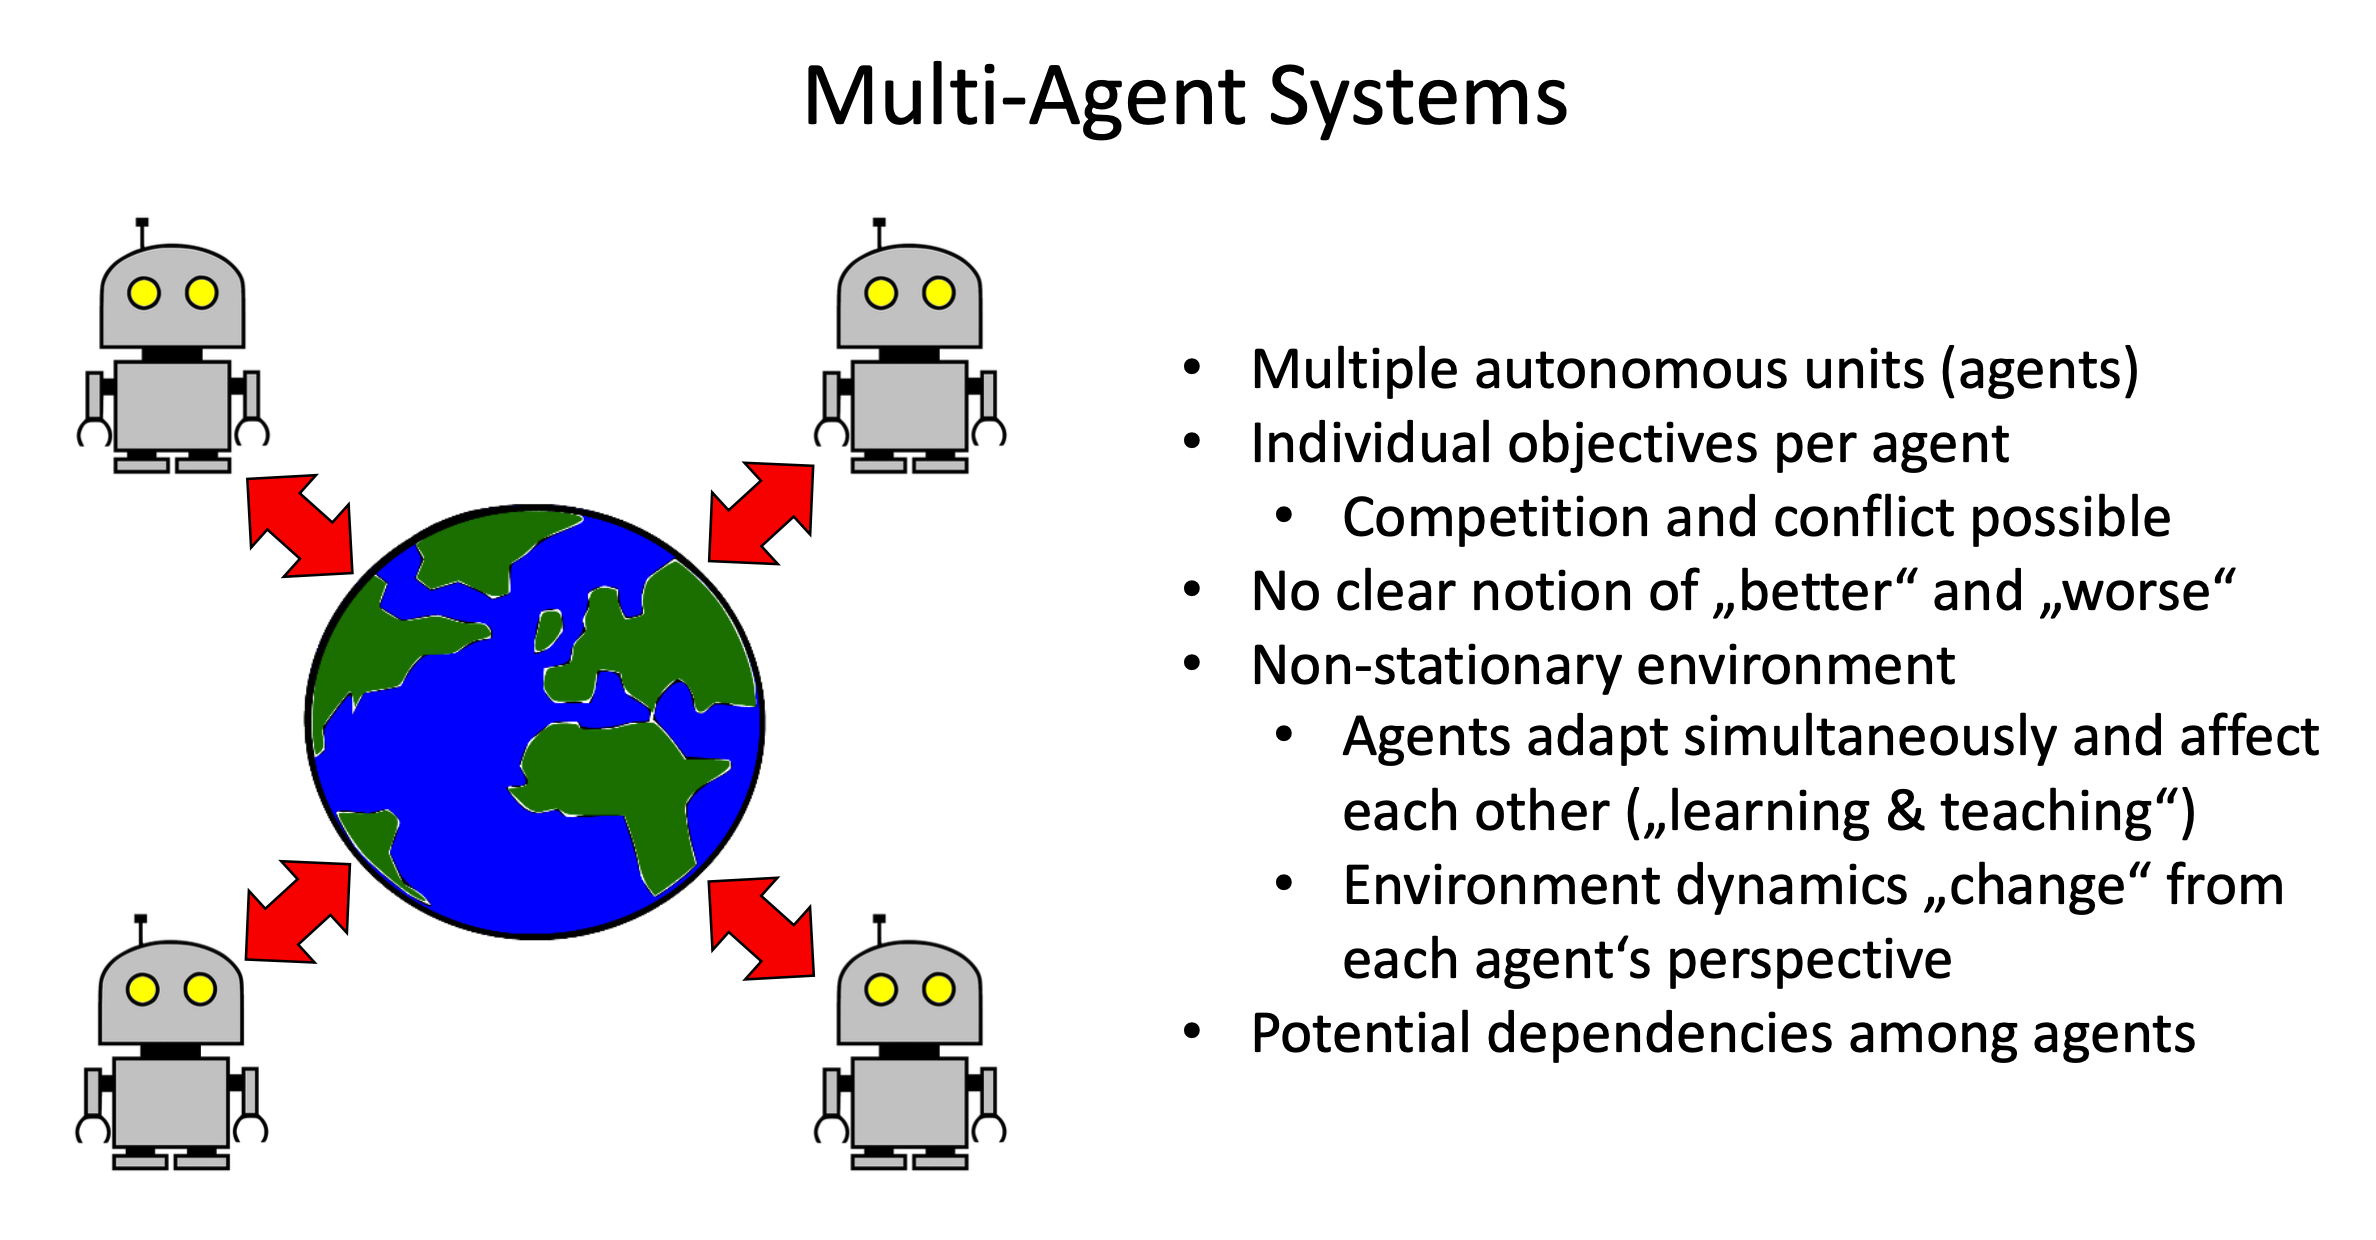 Multi-Agent Systems
• Multiple autonomous units (agents)
• Individual objectives per agent
• Competition and conflict possible
• No clear notion of „better“ and „worse“
• Non-stationary environment
• Agents adapt simultaneously and affect
each other („learning & teaching“)
• Environment dynamics „change“ from
each agent‘s perspective
• Potential dependencies among agents